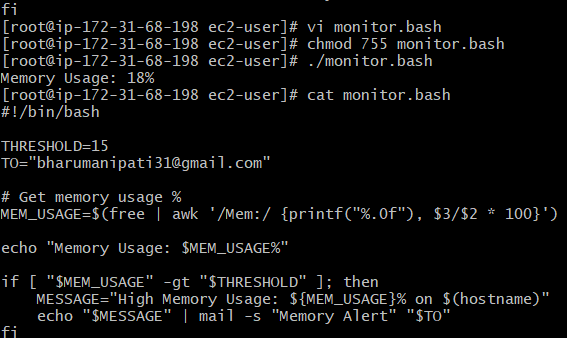 fi
[root@ip-172-31-68-198 ec2-user]# vi monitor.bash
[root@ip-172-31-68-198 ec2-user]# chmod 755 monitor.bash
[root@ip-172-31-68-198 ec2-user]# ./monitor.bash
Memory Usage: 18%
[root@ip-172-31-68-198 ec2-user]# cat monitor.bash
#!/bin/bash
THRESHOLD=15
TO="bharumanipati31@gmail.com"
# Get memory usage %
MEM_USAGE=$(free | awk '/Mem:/ {printf("%.0f"), $3/$2 * 100}')
echo "Memory Usage: $MEM_USAGE%"
if [ "$MEM_USAGE" -gt "$THRESHOLD" ]; then
    MESSAGE="High Memory Usage: ${MEM_USAGE}% on $(hostname)"
    echo "$MESSAGE" | mail -s "Memory Alert" "$TO"
fi